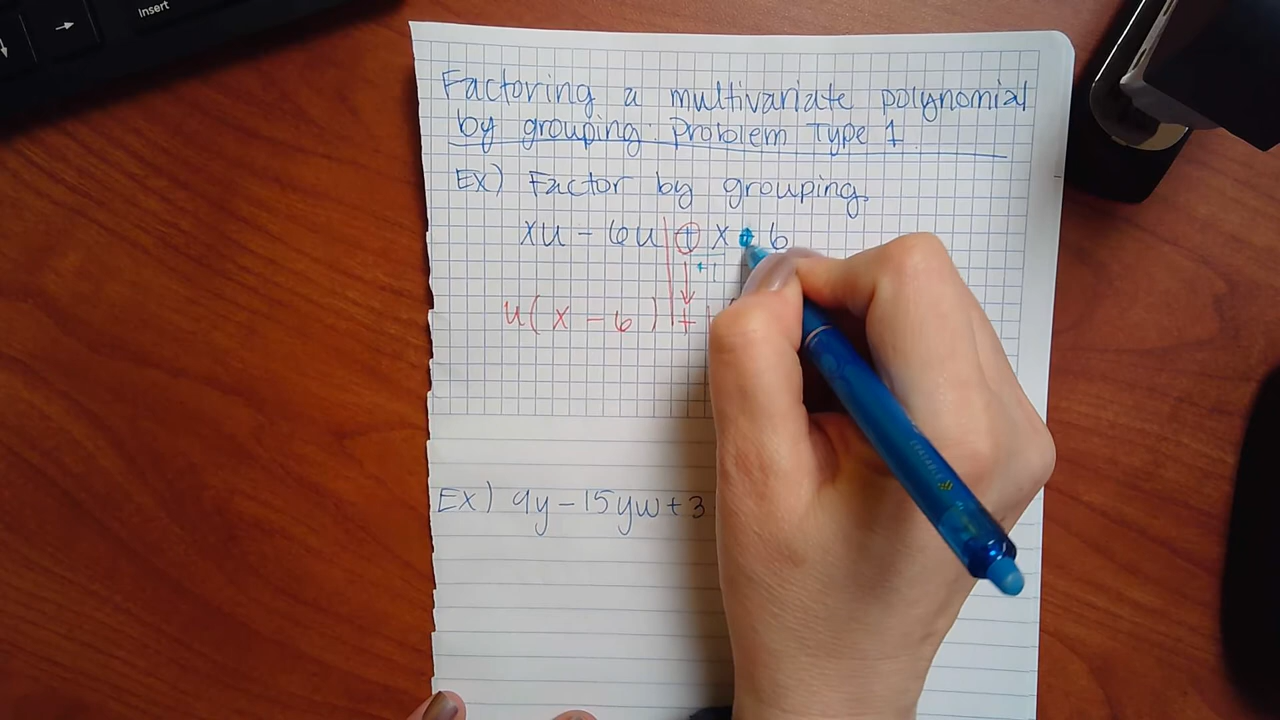 Insert
Factoring a multivariate polynomial
by grouping: Problem Type 1
EX) Factor by grouping.
xu - 6u + x 6
+1
u( x - 6 ) +
EX) 9y - 15yw + 3